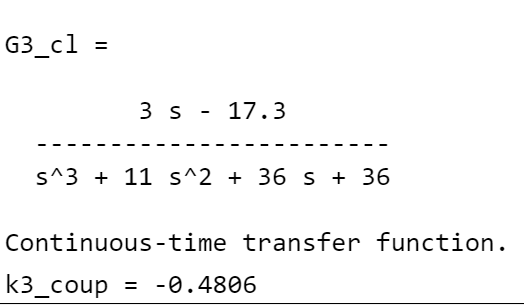 G3_cl =
3 s - 17.3
------------------------
s^3 + 11 s^2 + 36 s + 36
Continuous-time transfer function.
k3_coup = -0.4806